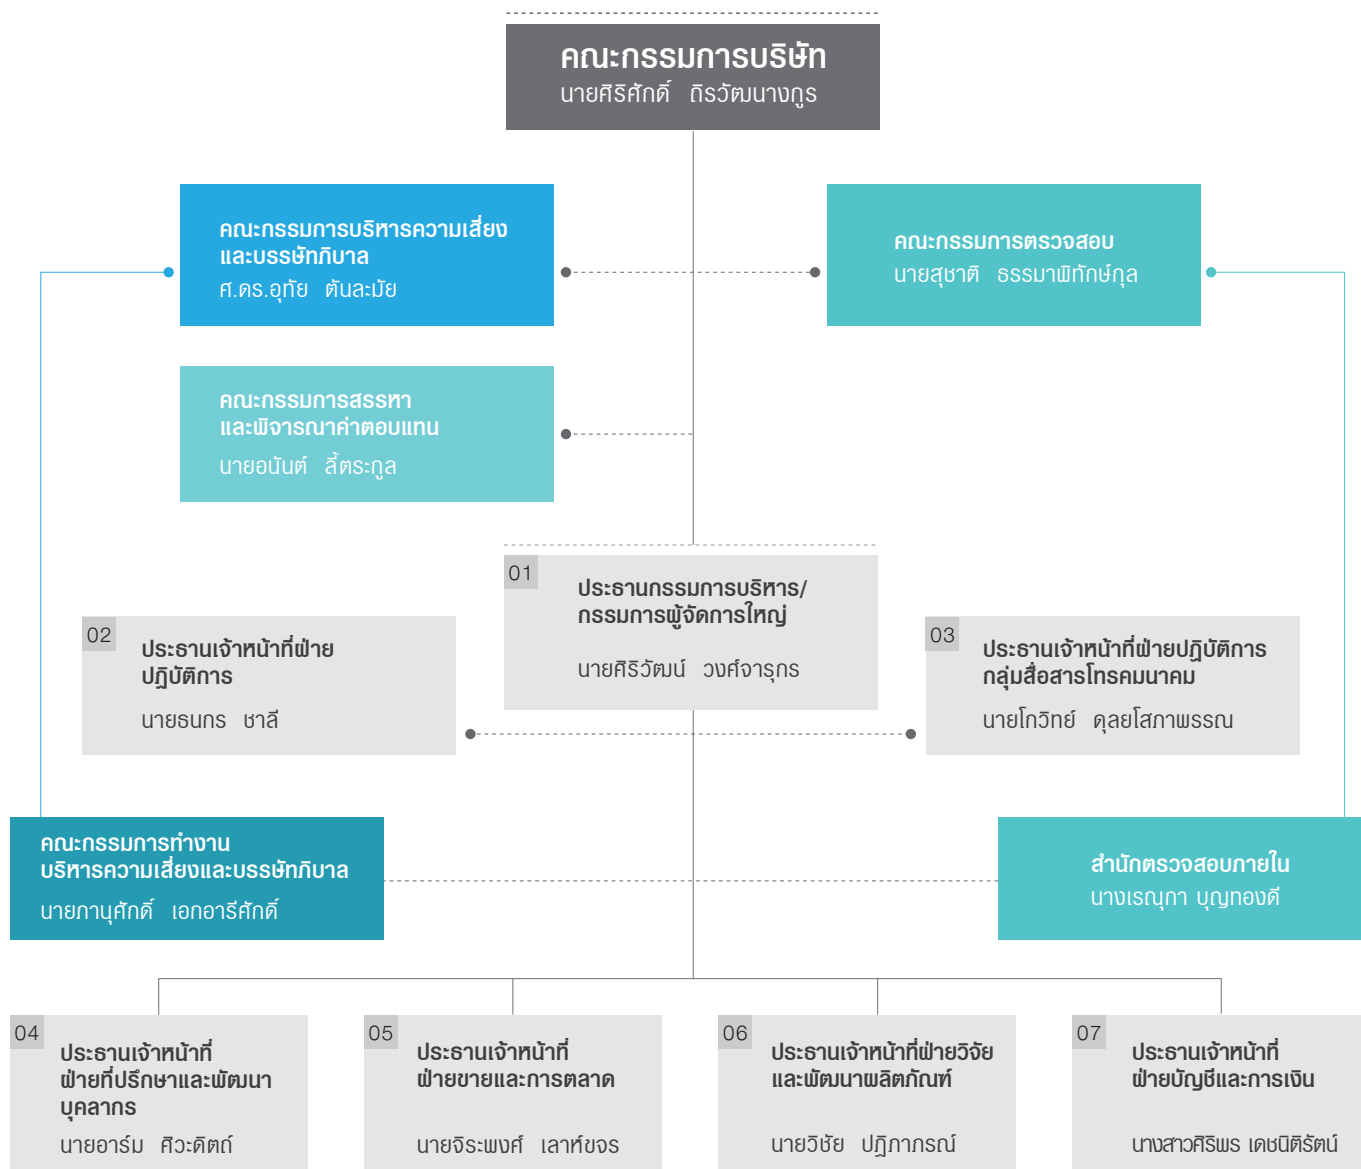 คณะกรรมการบริษัท
นายศิริศักดิ์ ถิรวัฒนางกูร
คณะกรรมการบริหารความเสี่ยง
และบรรษัทภิบาล
ศ.ดร.อุทัย ตันละมัย
คณะกรรมการตรวจสอบ
นายสุชาติ ธรรมาพิทักษ์กุล
คณะกรรมการสรรหา
และพิจารณาค่าตอบแทน
นายอนันต์ ลี้ตระกูล
01
ประธานกรรมการบริหาร/
กรรมการผู้จัดการใหญ่
นายศิริวัฒน์ วงศ์จารุกร
02
ประธานเจ้าหน้าที่ฝ่าย
ปฏิบัติการ
นายธนกร ชาลี
03
ประธานเจ้าหน้าที่ฝ่ายปฏิบัติการ
กลุ่มสื่อสารโทรคมนาคม
นายโกวิทย์ ดุลยโสภาพรรณ
คณะกรรมการทำงาน
บริหารความเสี่ยงและบรรษัทภิบาล
นายภานุศักดิ์ เอกอารีศักดิ์
สำนักตรวจสอบภายใน
นางเรณุกา บุญทองดี
04
ประธานเจ้าหน้าที่
ฝ่ายที่ปรึกษาและพัฒนา
บุคลากร
นายอาร์ม ศิวะดิตถ์
05
ประธานเจ้าหน้าที่
ฝ่ายขายและการตลาด
นายจิระพงศ์ เลาห์ขจร
06
ประธานเจ้าหน้าที่ฝ่ายวิจัย
และพัฒนาผลิตภัณฑ์
นายวิชัย ปฏิภาภรณ์
07
ประธานเจ้าหน้าที่
ฝ่ายบัญชีและการเงิน
นางสาวศิริพร เดชนิติรัตน์